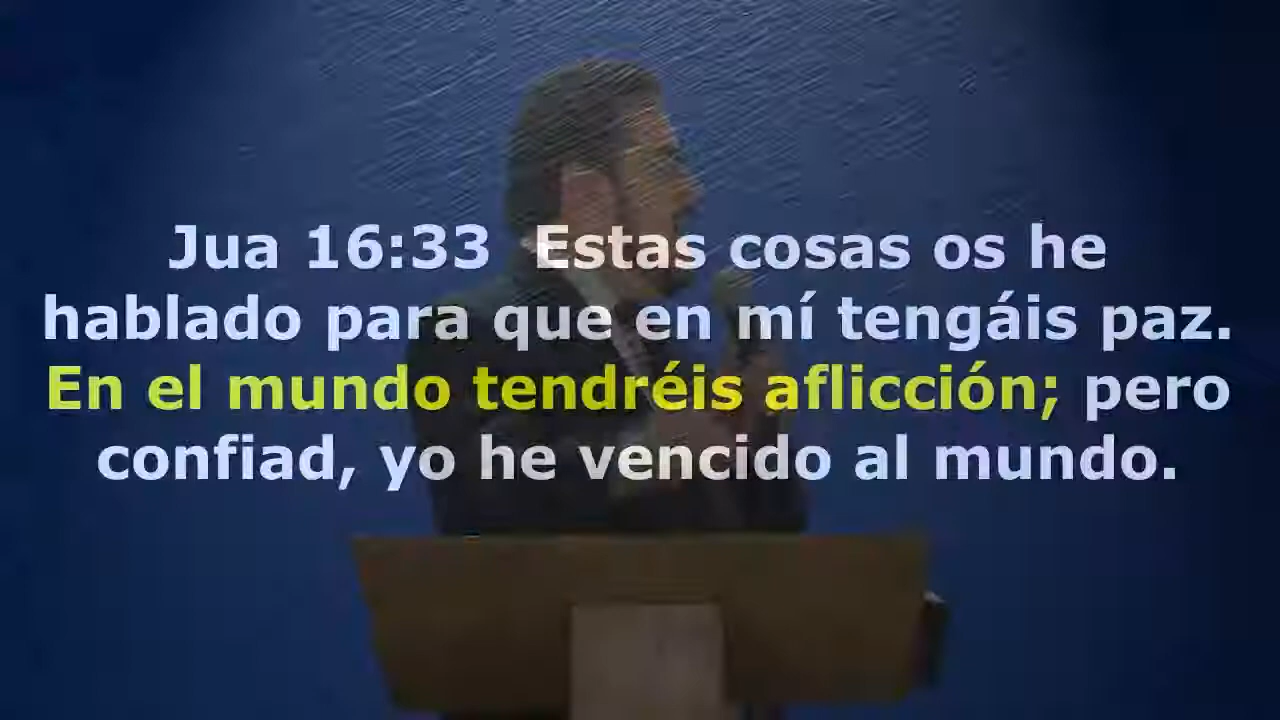 Jua 16:33  Estas cosas os he
hablado para que en mí tengáis paz.
En el mundo tendréis aflicción; pero
confiad, yo he vencido al mundo.